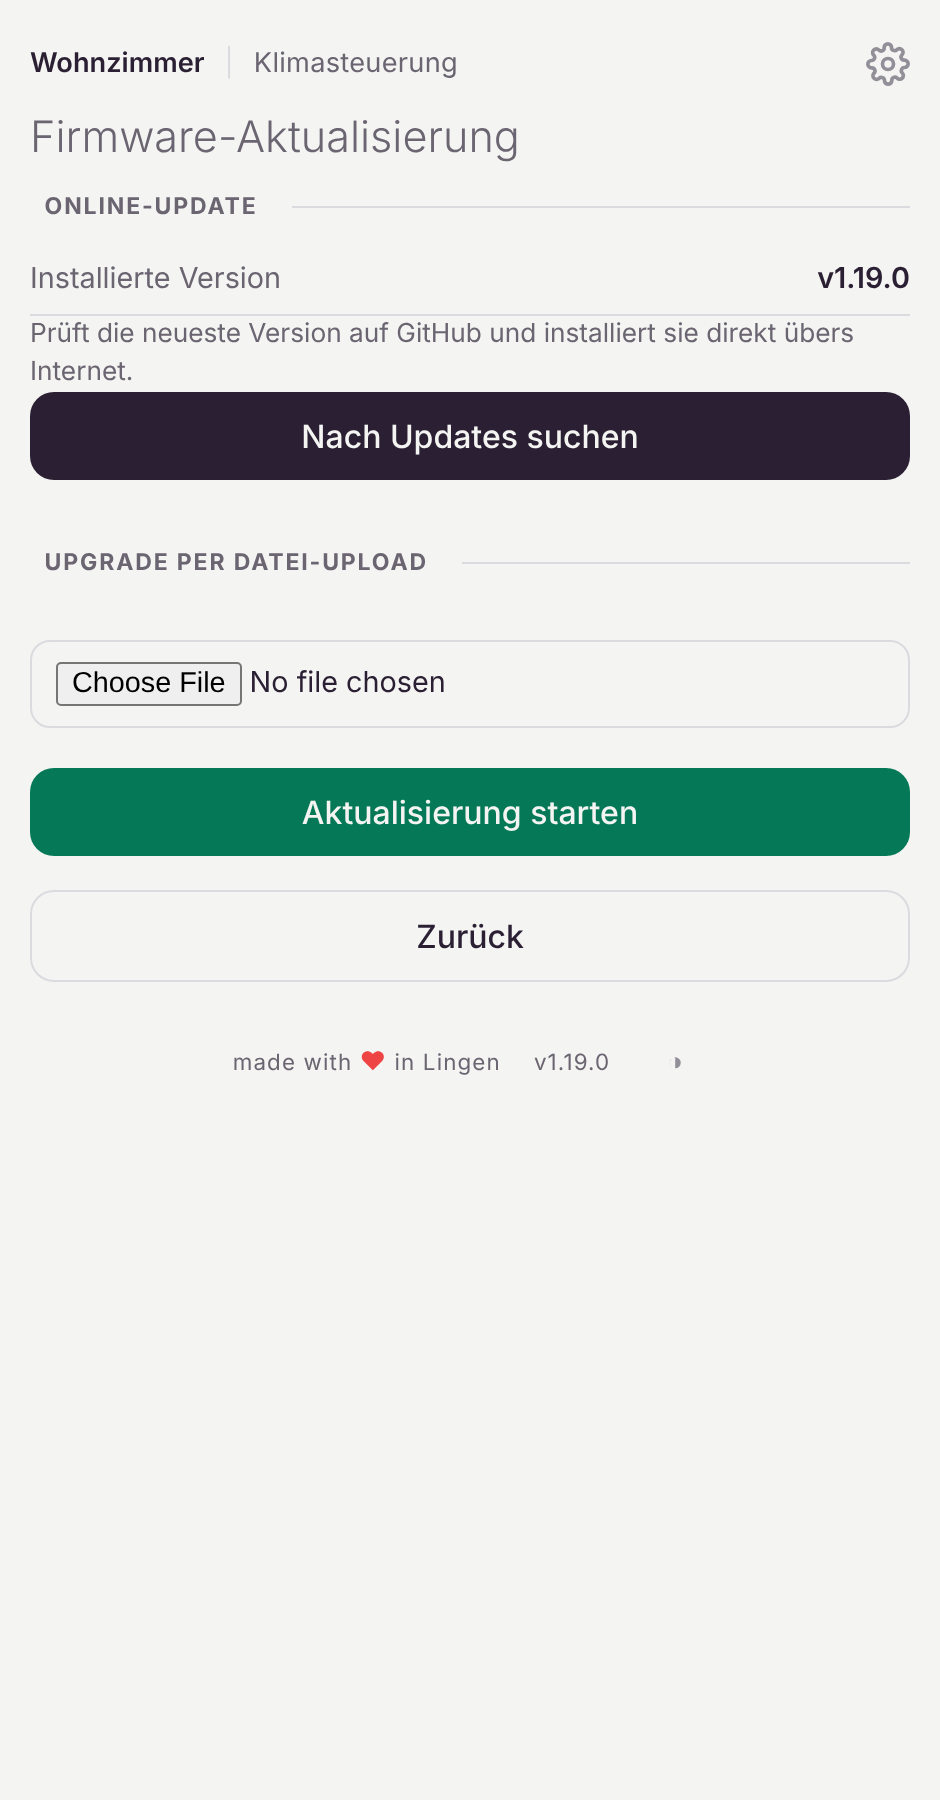 Wohnzimmer Klimasteuerung
Firmware-Aktualisierung
ONLINE-UPDATE
Installierte Version v1.19.0
Prüft die neueste Version auf GitHub und installiert sie direkt übers
Internet.
Nach Updates suchen
UPGRADE PER DATEI-UPLOAD
Choose File No file chosen
Aktualisierung starten
Zurück
made with ❤ in Lingen v1.19.0